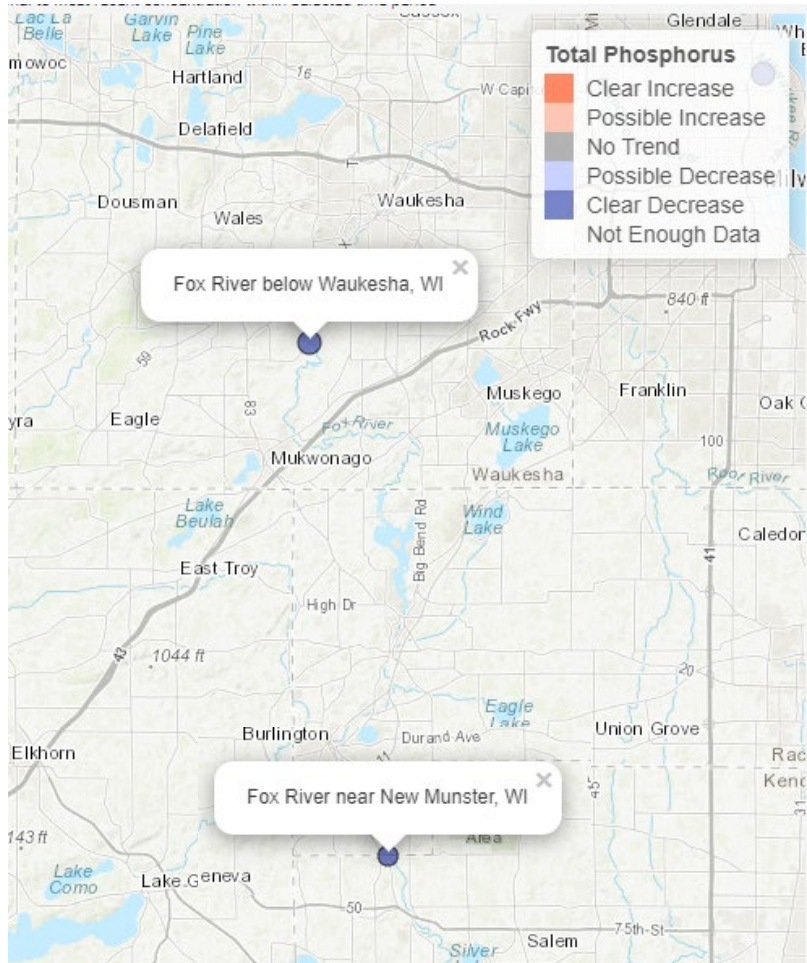 Lac La
Belle
Garvin
Lake
Pine
Lake
Glendale
Hartland
16
W Capit
Delafield
T
Dousman
Wales
Waukesha
Total Phosphorus
Clear Increase
Possible Increase
No Trend
Possible Decrease
Clear Decrease
Not Enough Data
Fox River below Waukesha, WI
×
840 ft
Rock Fwy
59
83
Muskego
Franklin
Eagle
Fox River
Muskego
Lake
100
Mukwonago
Waukesha
Root River
Lake
Beulah
Big Bend Rd
Wind
Lake
East Troy
41
High Dr
43
1044 ft
20
Eagle
Lake
Burlington
Durand Ave
Union Grove
Elkhorn
11
45
31
Fox River near New Munster, WI
×
143 ft
Area
Lake
Como
Lake Geneva
50
75th-St
Salem
Silver